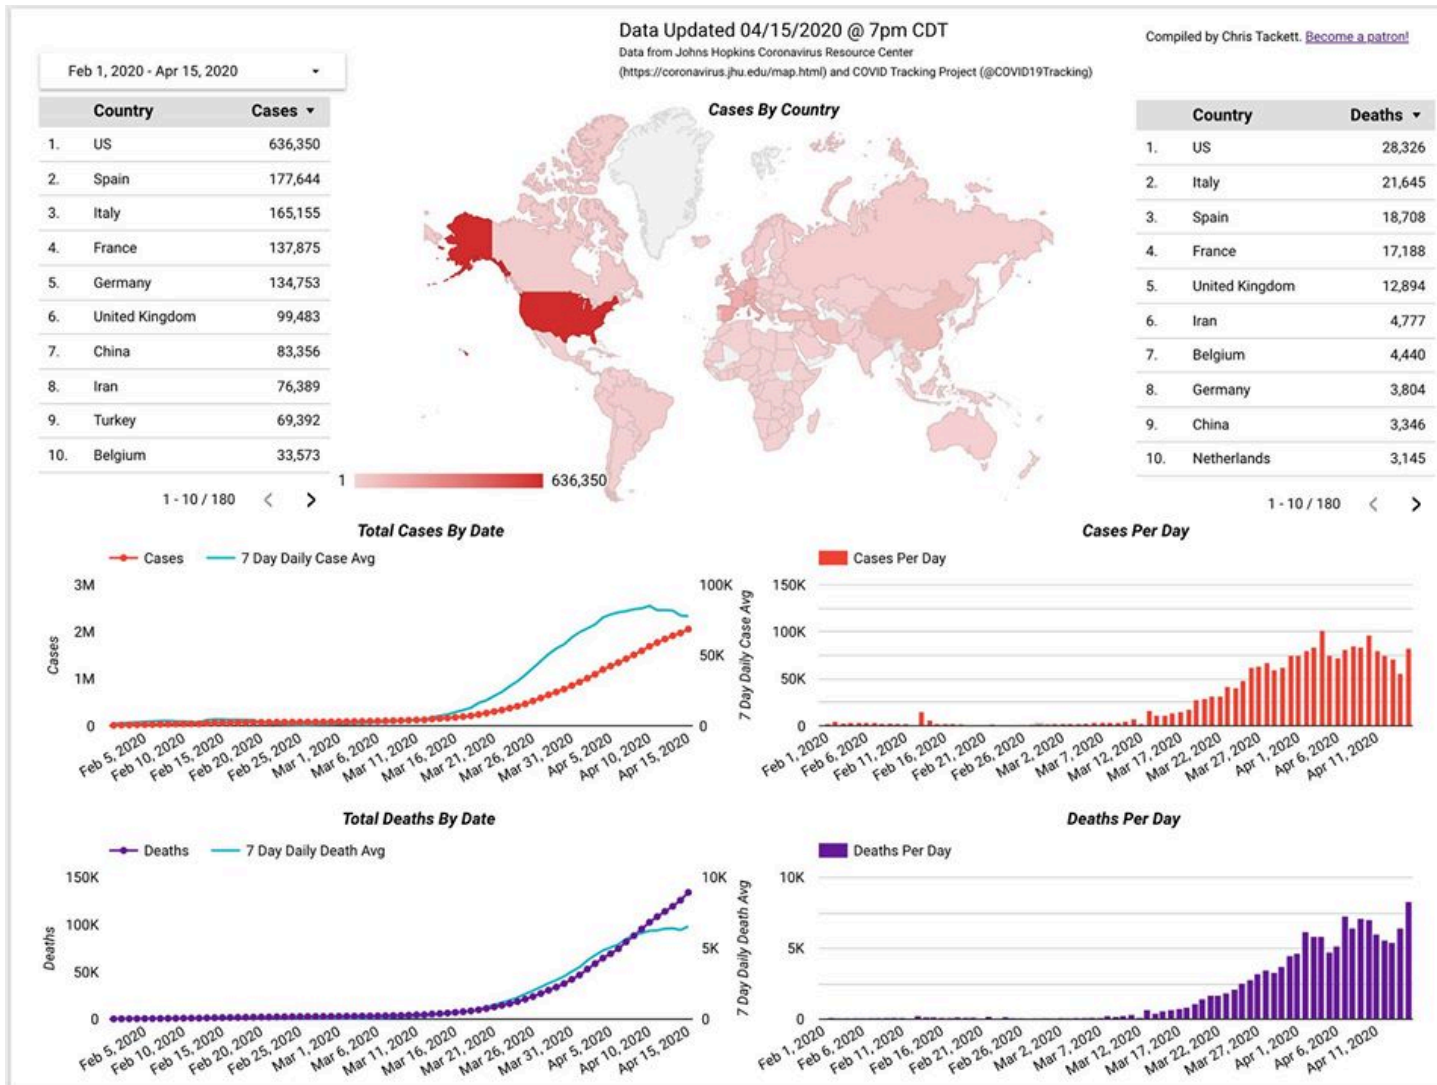 Data Updated 04/15/2020 @ 7pm CDT
Data from Johns Hopkins Coronavirus Resource Center
(https://coronavirus.jhu.edu/map.html) and COVID Tracking Project (@COVID19Tracking)
Compiled by Chris Tackett. Become a patron!
Feb 1, 2020 - Apr 15, 2020
Country Cases
1. US 636,350
2. Spain 177,644
3. Italy 165,155
4. France 137,875
5. Germany 134,753
6. United Kingdom 99,483
7. China 83,356
8. Iran 76,389
9. Turkey 69,392
10. Belgium 33,573
1 - 10 / 180
Cases By Country
1 636,350
Country Deaths
1. US 28,326
2. Italy 21,645
3. Spain 18,708
4. France 17,188
5. United Kingdom 12,894
6. Iran 4,777
7. Belgium 4,440
8. Germany 3,804
9. China 3,346
10. Netherlands 3,145
1 - 10 / 180
Total Cases By Date
Cases 7 Day Daily Case Avg
3M
2M
1M
0
Cases
100K
50K
0
7 Day Daily Case Avg
Feb 5, 2020 Feb 10, 2020 Feb 15, 2020 Feb 20, 2020 Feb 25, 2020 Mar 1, 2020 Mar 6, 2020 Mar 11, 2020 Mar 16, 2020 Mar 21, 2020 Mar 26, 2020 Mar 31, 2020 Apr 5, 2020 Apr 10, 2020 Apr 15, 2020
Cases Per Day
Cases Per Day
150K
100K
50K
0
Feb 1, 2020 Feb 6, 2020 Feb 11, 2020 Feb 16, 2020 Feb 21, 2020 Feb 26, 2020 Mar 2, 2020 Mar 7, 2020 Mar 12, 2020 Mar 17, 2020 Mar 22, 2020 Mar 27, 2020 Apr 1, 2020 Apr 6, 2020 Apr 11, 2020
Total Deaths By Date
Deaths 7 Day Daily Death Avg
150K
100K
50K
0
Deaths
10K
5K
0
7 Day Daily Death Avg
Feb 5, 2020 Feb 10, 2020 Feb 15, 2020 Feb 20, 2020 Feb 25, 2020 Mar 1, 2020 Mar 6, 2020 Mar 11, 2020 Mar 16, 2020 Mar 21, 2020 Mar 26, 2020 Mar 31, 2020 Apr 5, 2020 Apr 10, 2020 Apr 15, 2020
Deaths Per Day
Deaths Per Day
10K
5K
0
Feb 1, 2020 Feb 6, 2020 Feb 11, 2020 Feb 16, 2020 Feb 21, 2020 Feb 26, 2020 Mar 2, 2020 Mar 7, 2020 Mar 12, 2020 Mar 17, 2020 Mar 22, 2020 Mar 27, 2020 Apr 1, 2020 Apr 6, 2020 Apr 11, 2020